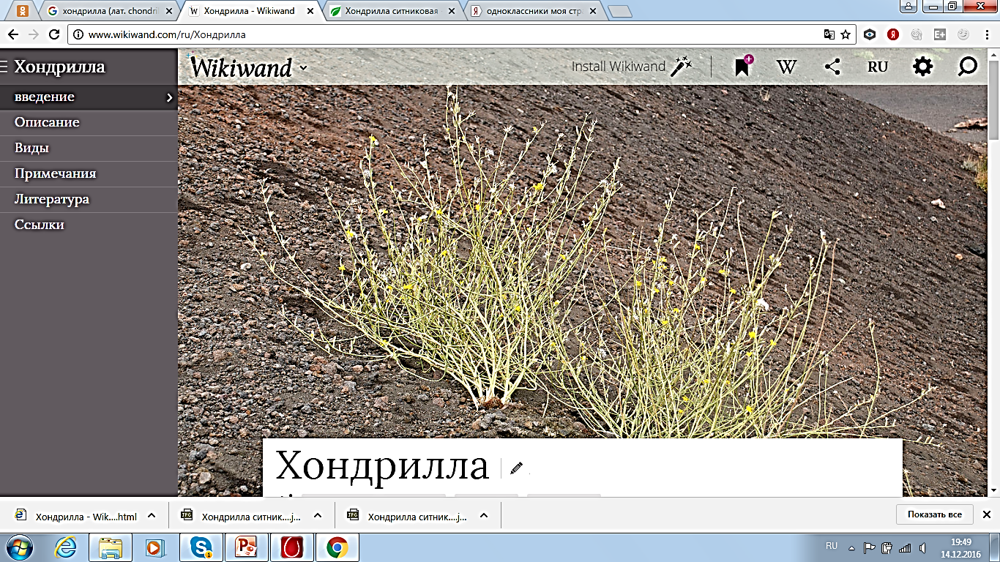 хондрилла (лат. chondri
Хондрилла - Wikiwand
Хондрилла ситниковая
одноклассники моя стр
www.wikiwand.com/ru/Хондрилла
Хондрилла
введение
Описание
Виды
Примечания
Литература
Ссылки
Wikiwand
Install Wikiwand
W
RU
Хондрилла
Хондрилла - Wik....html
Хондрилла ситник....j...
Хондрилла ситник....j...
Показать все
RU
19:49
14.12.2016